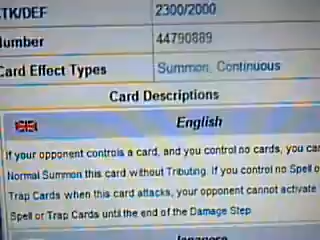 TK/DEF 2300/2000
Number 44790889
Card Effect Types Summon, Continuous
Card Descriptions
English
If your opponent controls a card, and you control no cards, you can
Normal Summon this card without Tributing. If you control no Spell o
Trap Cards when this card attacks, your opponent cannot activate
Spell or Trap Cards until the end of the Damage Step.
Japanese